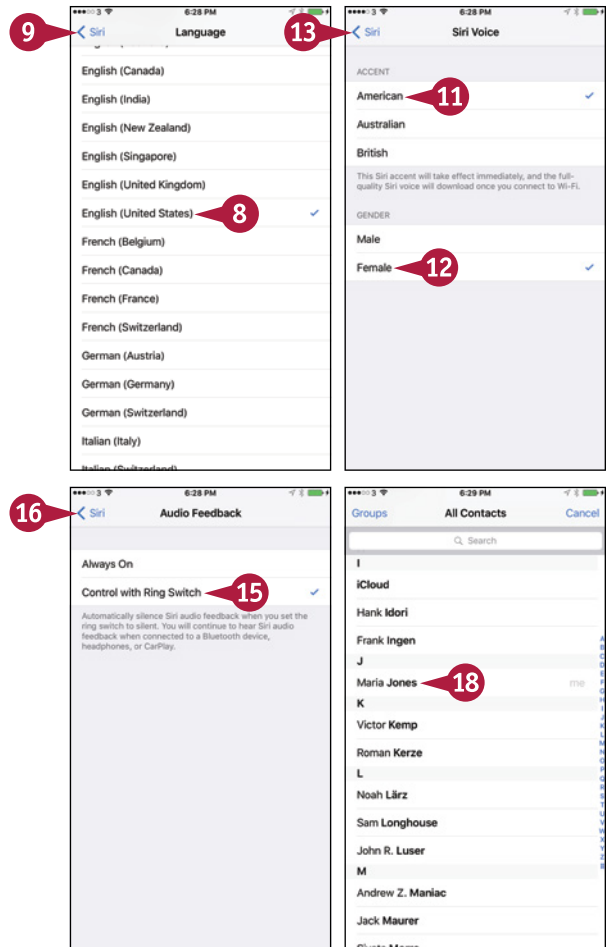 3 6:28 PM
9 Siri Language
English (Canada)
English (India)
English (New Zealand)
English (Singapore)
English (United Kingdom)
English (United States) 8
French (Belgium)
French (Canada)
French (France)
French (Switzerland)
German (Austria)
German (Germany)
German (Switzerland)
Italian (Italy)
Italian (Switzerland)
3 6:28 PM
13 Siri Siri Voice
ACCENT
American 11
Australian
British
This Siri accent will take effect immediately, and the full-
quality Siri voice will download once you connect to Wi-Fi.
GENDER
Male
Female 12
3 6:28 PM
16 Siri Audio Feedback
Always On
Control with Ring Switch 15
Automatically silence Siri audio feedback when you set the
ring switch to silent. You will continue to hear Siri audio
feedback when connected to a Bluetooth device,
headphones, or CarPlay.
3 6:29 PM
Groups All Contacts Cancel
Search
I
iCloud
Hank Idori
Frank Ingen
J
Maria Jones 18 me
K
Victor Kemp
Roman Kerze
L
Noah Lärz
Sam Longhouse
John R. Luser
M
Andrew Z. Maniac
Jack Maurer
A
B
C
D
E
F
G
H
I
J
K
L
M
N
O
P
Q
R
S
T
U
V
W
X
Y
Z
#